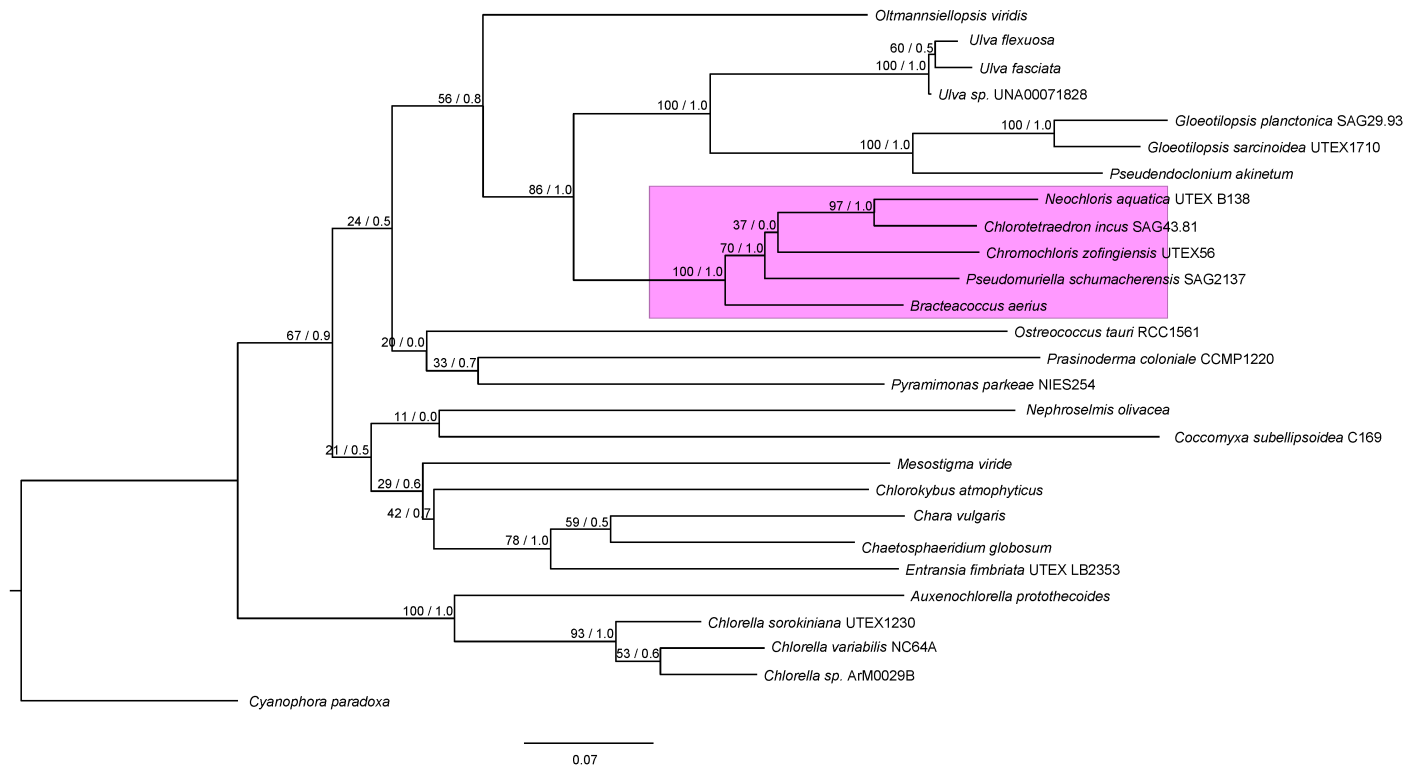 Oltmannsiellopsis viridis
Ulva flexuosa
60 / 0.5
100 / 1.0
Ulva fasciata
56 / 0.8
Ulva sp. UNA00071828
100 / 1.0
Gloeotilopsis planctonica SAG29.93
100 / 1.0
100 / 1.0
Gloeotilopsis sarcinoidea UTEX1710
Pseudendoclonium akinetum
86 / 1.0
Neochloris aquatica UTEX B138
97 / 1.0
24 / 0.5
37 / 0.0
Chlorotetraedron incus SAG43.81
70 / 1.0
Chromochloris zofingiensis UTEX56
100 / 1.0
Pseudomuriella schumacherensis SAG2137
Bracteacoccus aerius
67 / 0.9
Ostreococcus tauri RCC1561
20 / 0.0
33 / 0.7
Prasinoderma coloniale CCMP1220
Pyramimonas parkeae NIES254
11 / 0.0
Nephroselmis olivacea
21 / 0.5
Coccomyxa subellipsoidea C169
Mesostigma viride
29 / 0.6
Chlorokybus atmophyticus
42 / 0.7
59 / 0.5
Chara vulgaris
78 / 1.0
Chaetosphaeridium globosum
Entransia fimbriata UTEX LB2353
100 / 1.0
Auxenochlorella protothecoides
93 / 1.0
Chlorella sorokiniana UTEX1230
53 / 0.6
Chlorella variabilis NC64A
Chlorella sp. ArM0029B
Cyanophora paradoxa
0.07